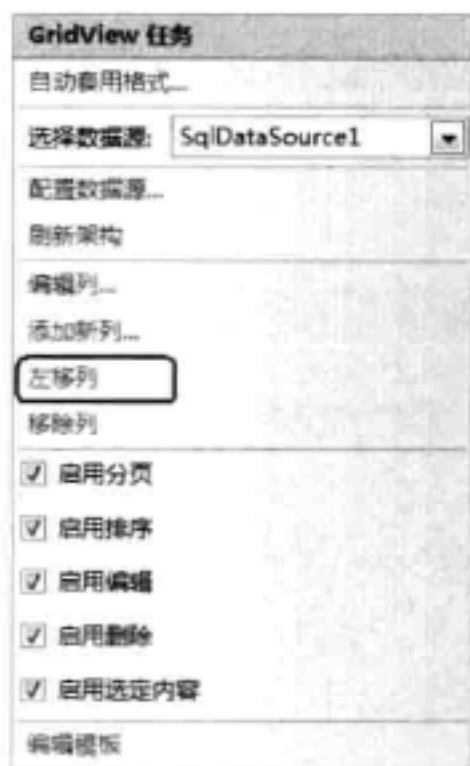 GridView 任务
自动套用格式...
选择数据源: SqlDataSource1
配置数据源...
刷新架构
编辑列...
添加新列...
左移列
移除列
启用分页
启用排序
启用编辑
启用删除
启用选定内容
编辑模板